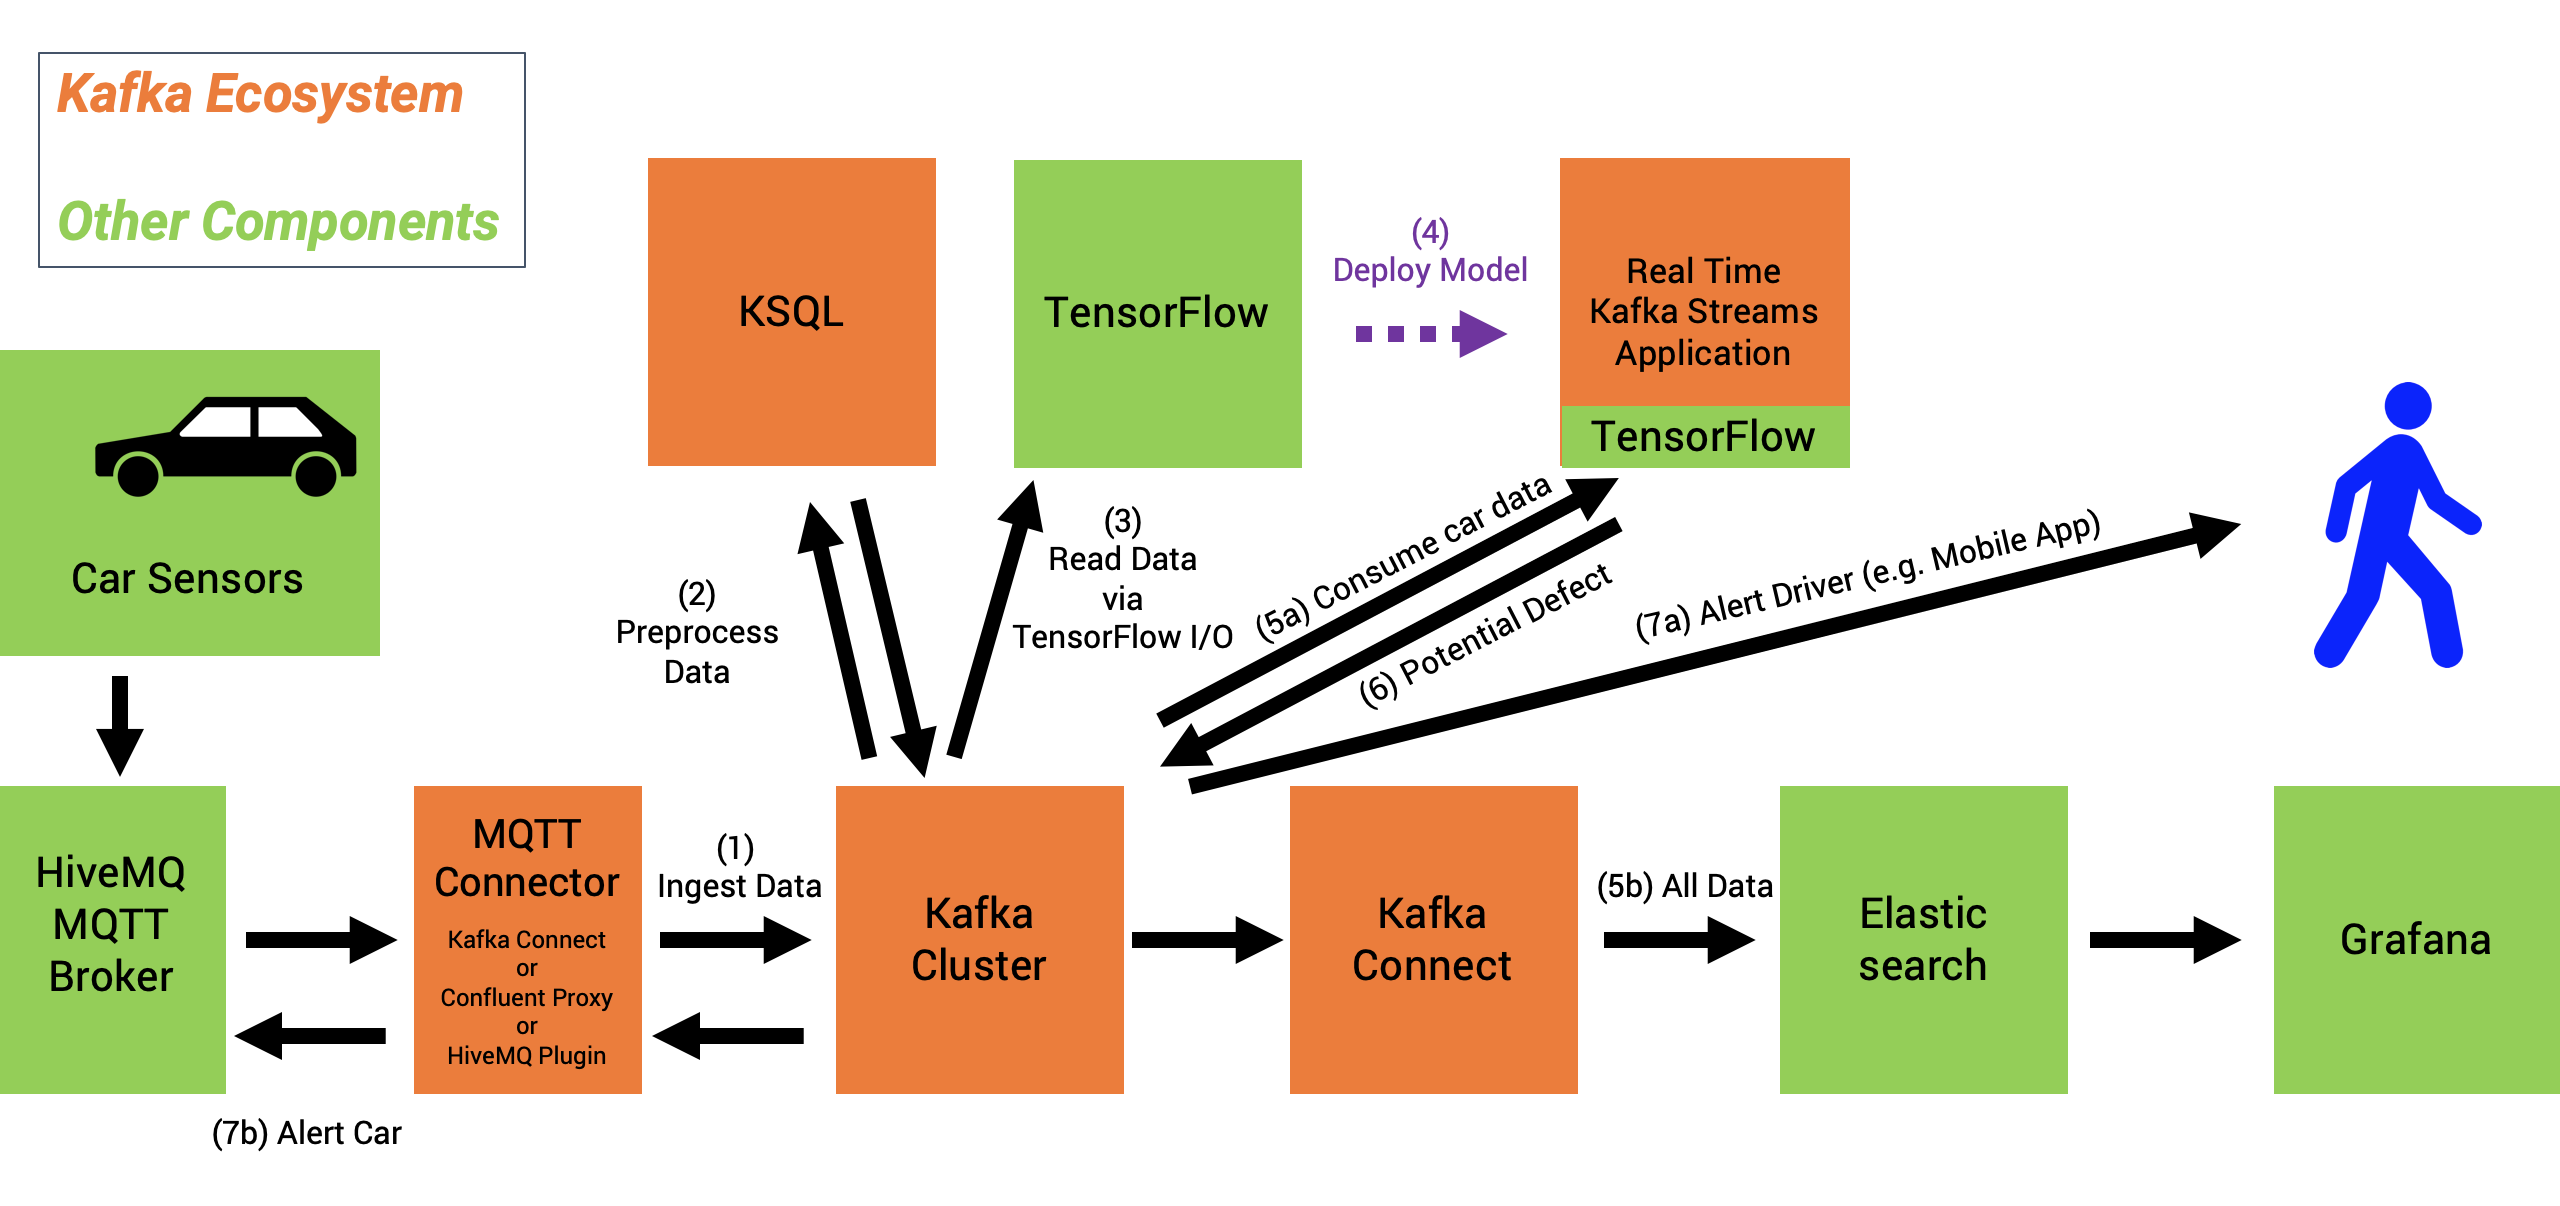 Kafka Ecosystem
Other Components
KSQL
TensorFlow
(4)
Deploy Model
Real Time
Kafka Streams
Application
TensorFlow
Car Sensors
(2)
Preprocess
Data
(3)
Read Data
via
TensorFlow I/O
(5a) Consume car data
(6) Potential Defect
(7a) Alert Driver (e.g. Mobile App)
HiveMQ
MQTT
Broker
MQTT
Connector
Kafka Connect
or
Confluent Proxy
or
HiveMQ Plugin
(1)
Ingest Data
Kafka
Cluster
Kafka
Connect
(5b) All Data
Elastic
search
Grafana
(7b) Alert Car